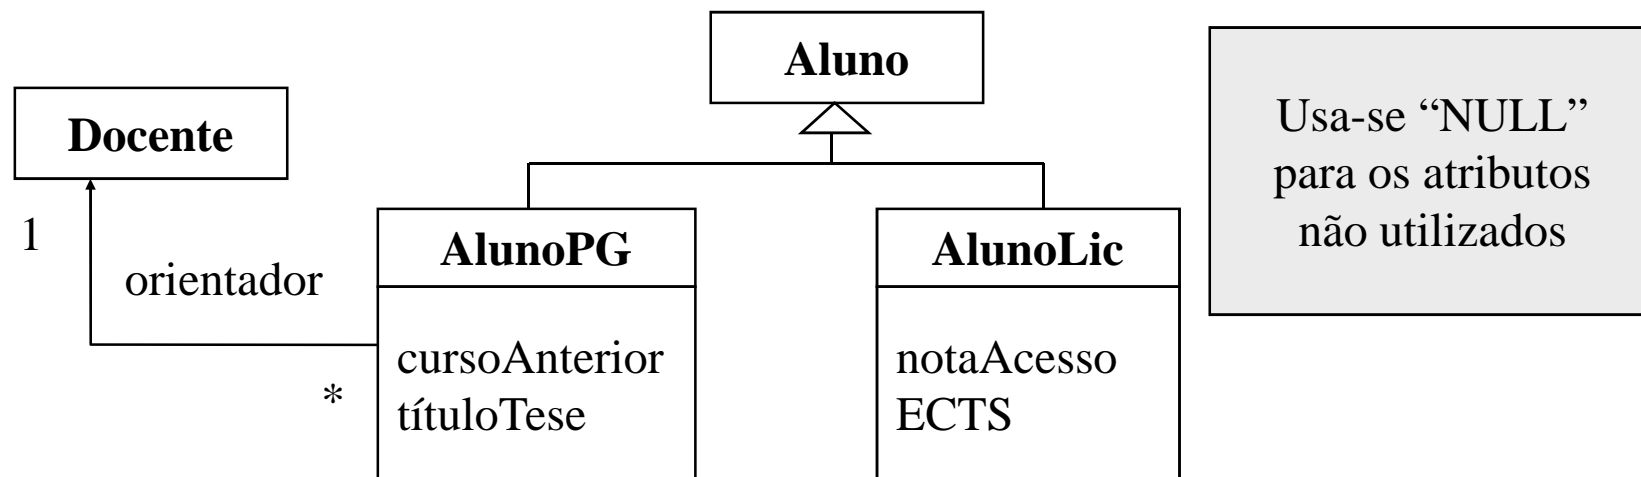 Aluno
Docente
1
orientador
*
AlunoPG
cursoAnterior
títuloTese
AlunoLic
notaAcesso
ECTS
Usa-se “NULL”
para os atributos
não utilizados